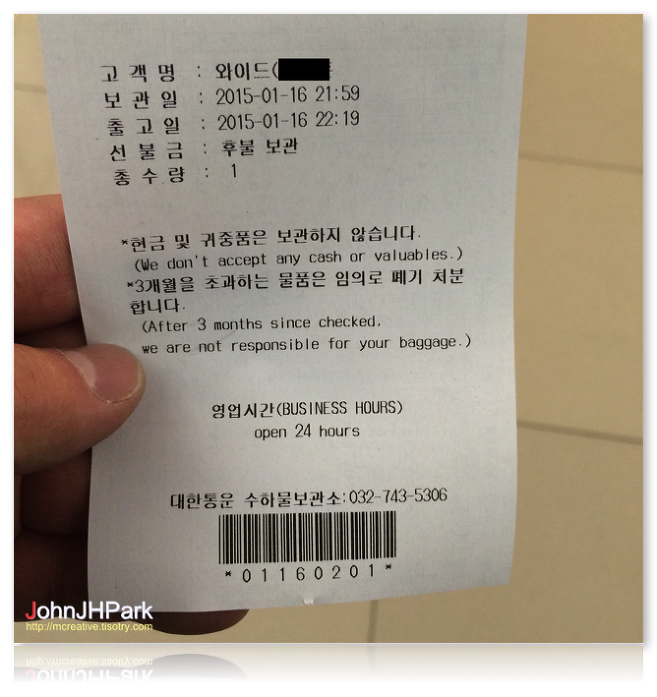 고 객 명 : 와이드(
보 관 일 : 2015-01-16 21:59
출 고 일 : 2015-01-16 22:19
선 불 금 : 후불 보관
총 수 량 : 1
*현금 및 귀중품은 보관하지 않습니다.
(We don't accept any cash or valuables.)
*3개월을 초과하는 물품은 임의로 폐기 처분
합니다.
(After 3 months since checked,
we are not responsible for your baggage.)
영업시간(BUSINESS HOURS)
open 24 hours
대한통운 수하물보관소:032-743-5306
*01160201*
JohnJHPark
http://mcreative.tisotry.com